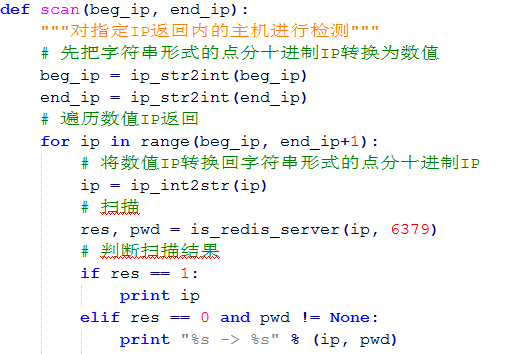 def scan(beg_ip, end_ip):
    """对指定IP返回内的主机进行检测"""
    # 先把字符串形式的点分十进制IP转换为数值
    beg_ip = ip_str2int(beg_ip)
    end_ip = ip_str2int(end_ip)
    # 遍历数值IP返回
    for ip in range(beg_ip, end_ip+1):
        # 将数值IP转换回字符串形式的点分十进制IP
        ip = ip_int2str(ip)
        # 扫描
        res, pwd = is_redis_server(ip, 6379)
        # 判断扫描结果
        if res == 1:
            print ip
        elif res == 0 and pwd != None:
            print "%s -> %s" % (ip, pwd)